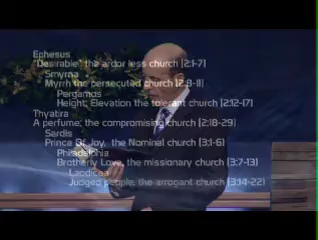 Ephesus
"Desirable" the ardor less church (2:1-7)
Smyrna
Myrrh the persecuted church (2:8-11)
Pergamos
Height; Elevation the tolerant church (2:12-17)
Thyatira
A perfume; the compromising church (2:18-29)
Sardis
Prince Of Joy, the Nominal church (3:1-6)
Philadelphia
Brotherly Love, the missionary church (3:7-13)
Laodicea
Judged people, the arrogant church (3:14-22)